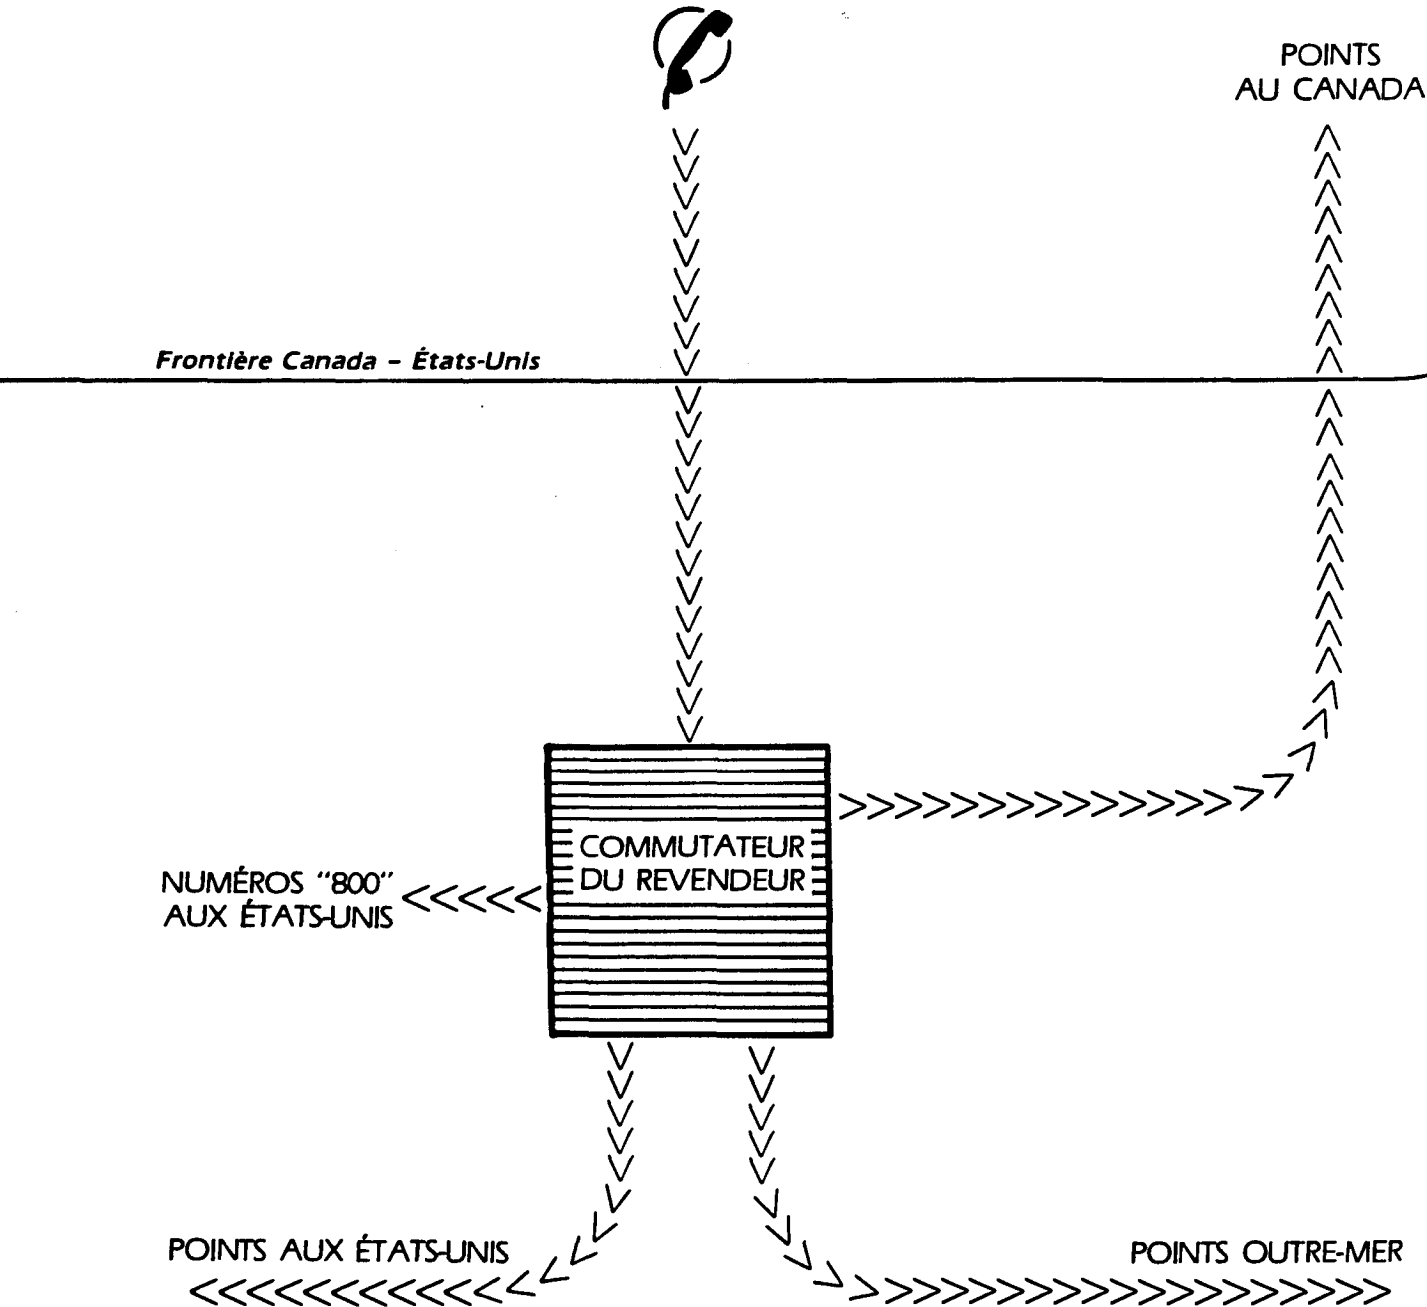 POINTS
AU CANADA
Frontière Canada – États-Unis
COMMUTATEUR
DU REVENDEUR
NUMÉROS "800"
AUX ÉTATS-UNIS
POINTS AUX ÉTATS-UNIS
POINTS OUTRE-MER